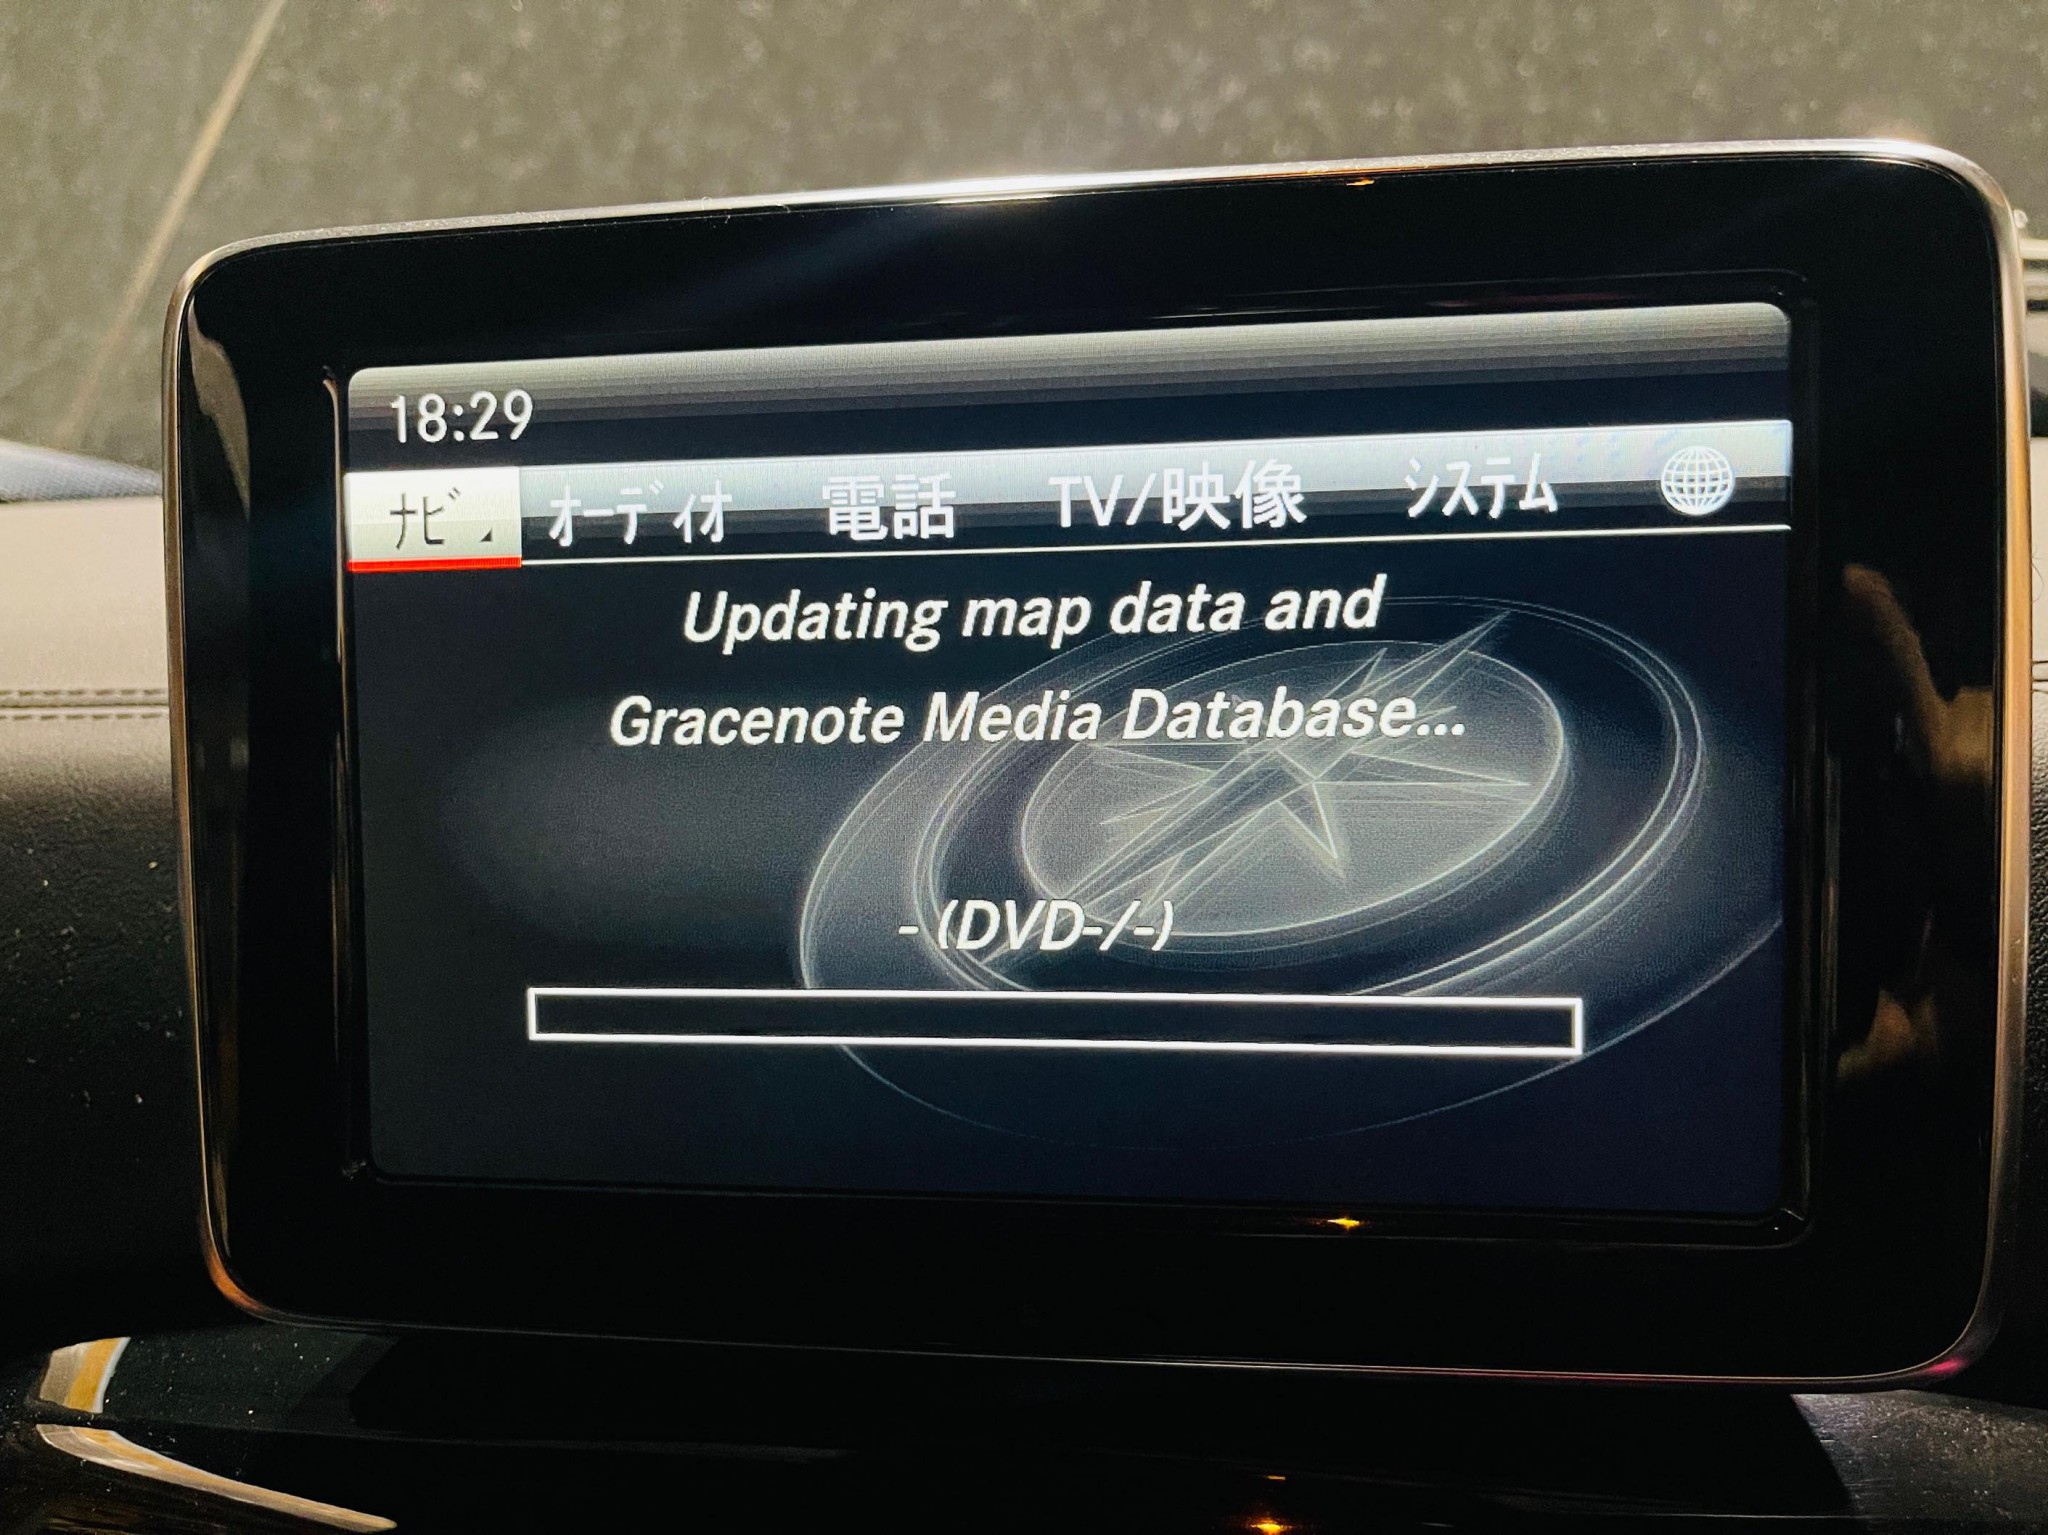 18:29
ナビ オーディオ 電話 TV/映像 システム
Updating map data and
Gracenote Media Database...
- (DVD-/-)